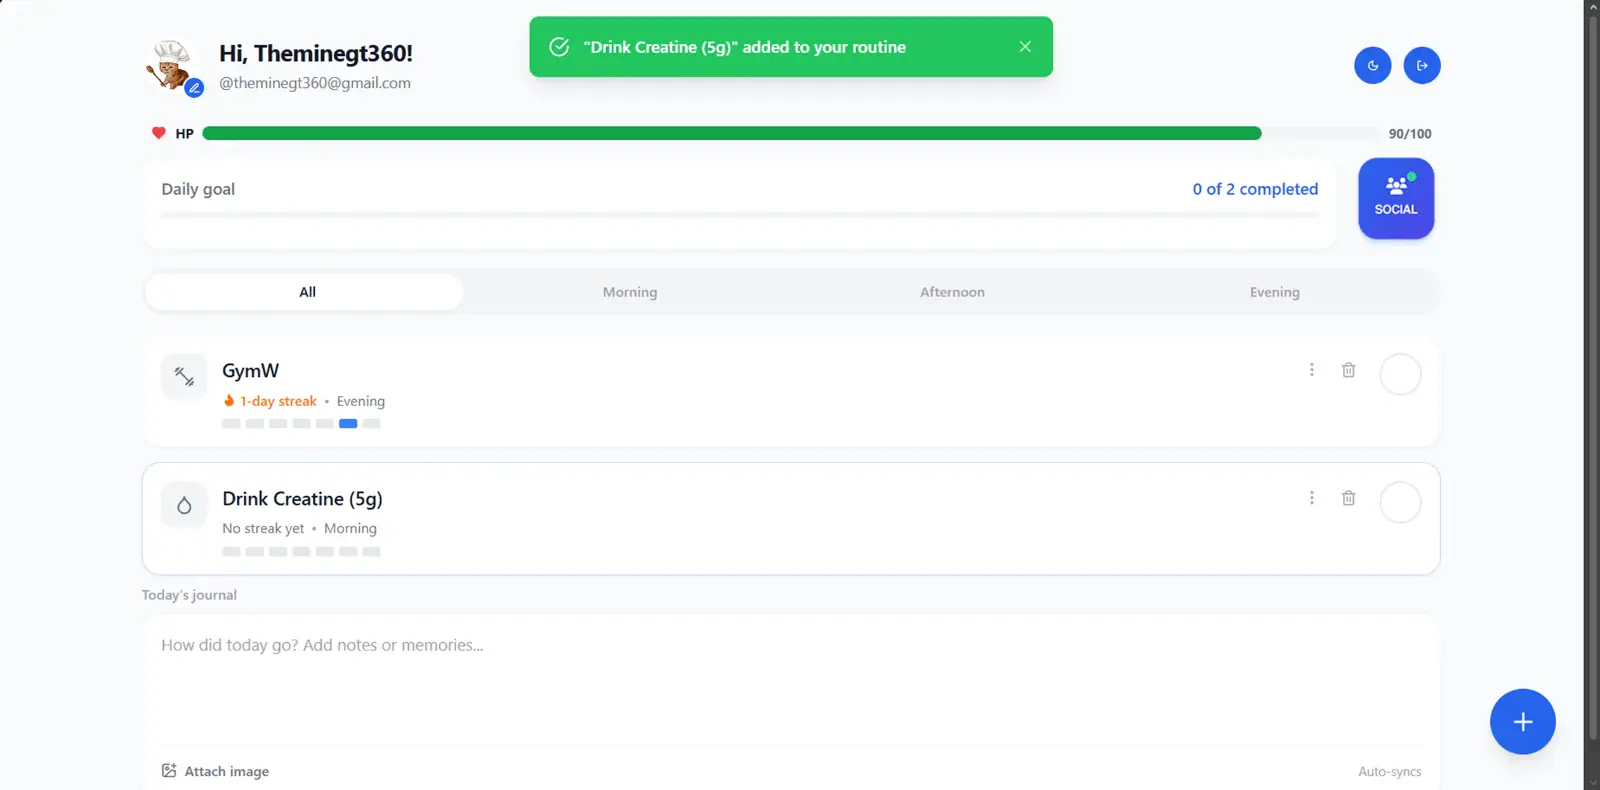 "Drink Creatine (5g)" added to your routine
Hi, Theminegt360!
@theminegt360@gmail.com
HP
90/100
Daily goal
0 of 2 completed
SOCIAL
All
Morning
Afternoon
Evening
GymW
1-day streak • Evening
Drink Creatine (5g)
No streak yet • Morning
Today's journal
How did today go? Add notes or memories...
Attach image
Auto-syncs